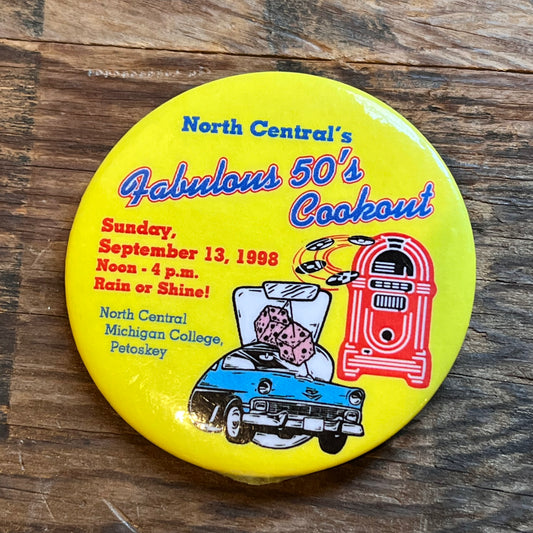 North Central's
Fabulous 50's
Cookout
Sunday,
September 13, 1998
Noon - 4 p.m.
Rain or Shine!
North Central
Michigan College,
Petoskey